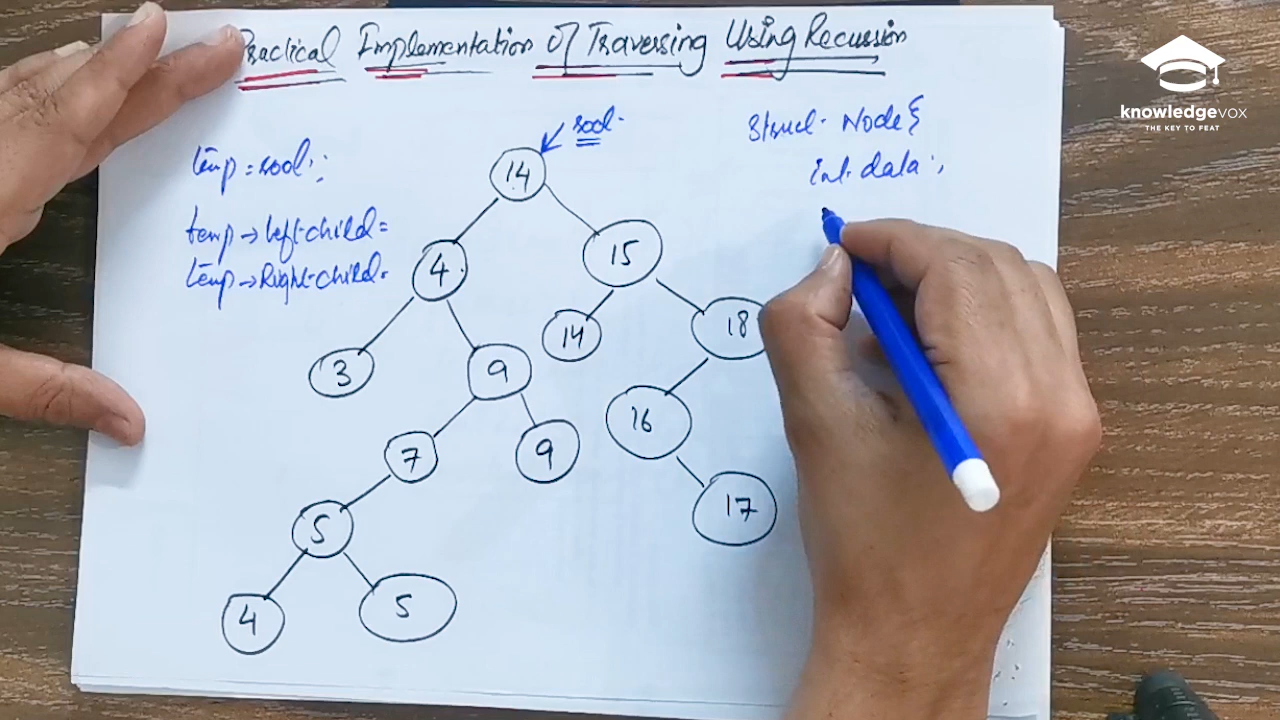 Practical Implementation of Traversing Using Recussion
knowledgevox
THE KEY TO FEAT
root
struct Node{
int data;
temp = root;
temp → left-child =
temp → Right-child =
14
4
15
3
9
14
18
7
9
16
5
17
4
5